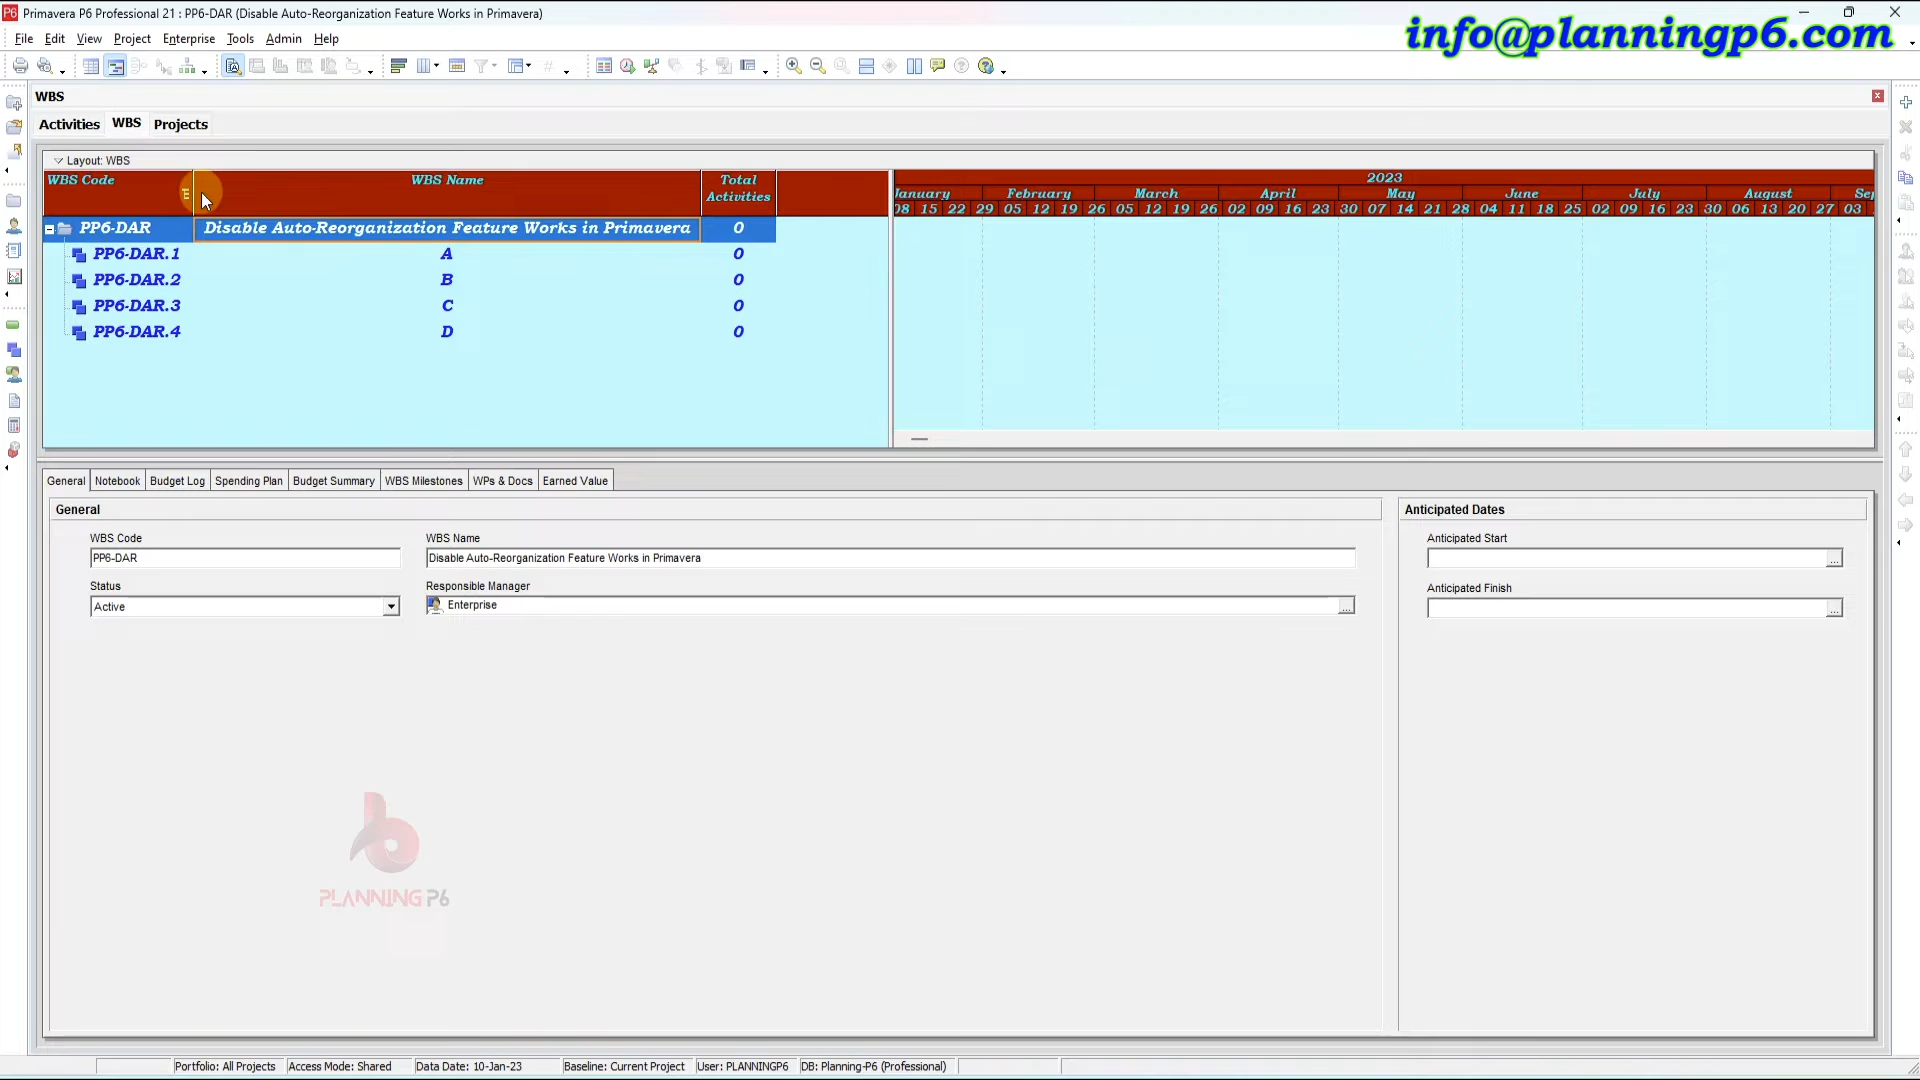 Primavera P6 Professional 21 : PP6-DAR (Disable Auto-Reorganization Feature Works in Primavera)
info@planningp6.com
File Edit View Project Enterprise Tools Admin Help
WBS
Activities WBS Projects
Layout: WBS
WBS Code WBS Name Total Activities
2023
January February March April May June July August Sep
08 15 22 29 05 12 19 26 05 12 19 26 02 09 16 23 30 07 14 21 28 04 11 18 25 02 09 16 23 30 06 13 20 27 03
PP6-DAR Disable Auto-Reorganization Feature Works in Primavera 0
PP6-DAR.1 A 0
PP6-DAR.2 B 0
PP6-DAR.3 C 0
PP6-DAR.4 D 0
General Notebook Budget Log Spending Plan Budget Summary WBS Milestones WPs & Docs Earned Value
General
Anticipated Dates
WBS Code WBS Name Anticipated Start
PP6-DAR Disable Auto-Reorganization Feature Works in Primavera
Status Responsible Manager Anticipated Finish
Active Enterprise
PLANNING P6
Portfolio: All Projects Access Mode: Shared Data Date: 10-Jan-23 Baseline: Current Project User: PLANNINGP6 DB: Planning-P6 (Professional)